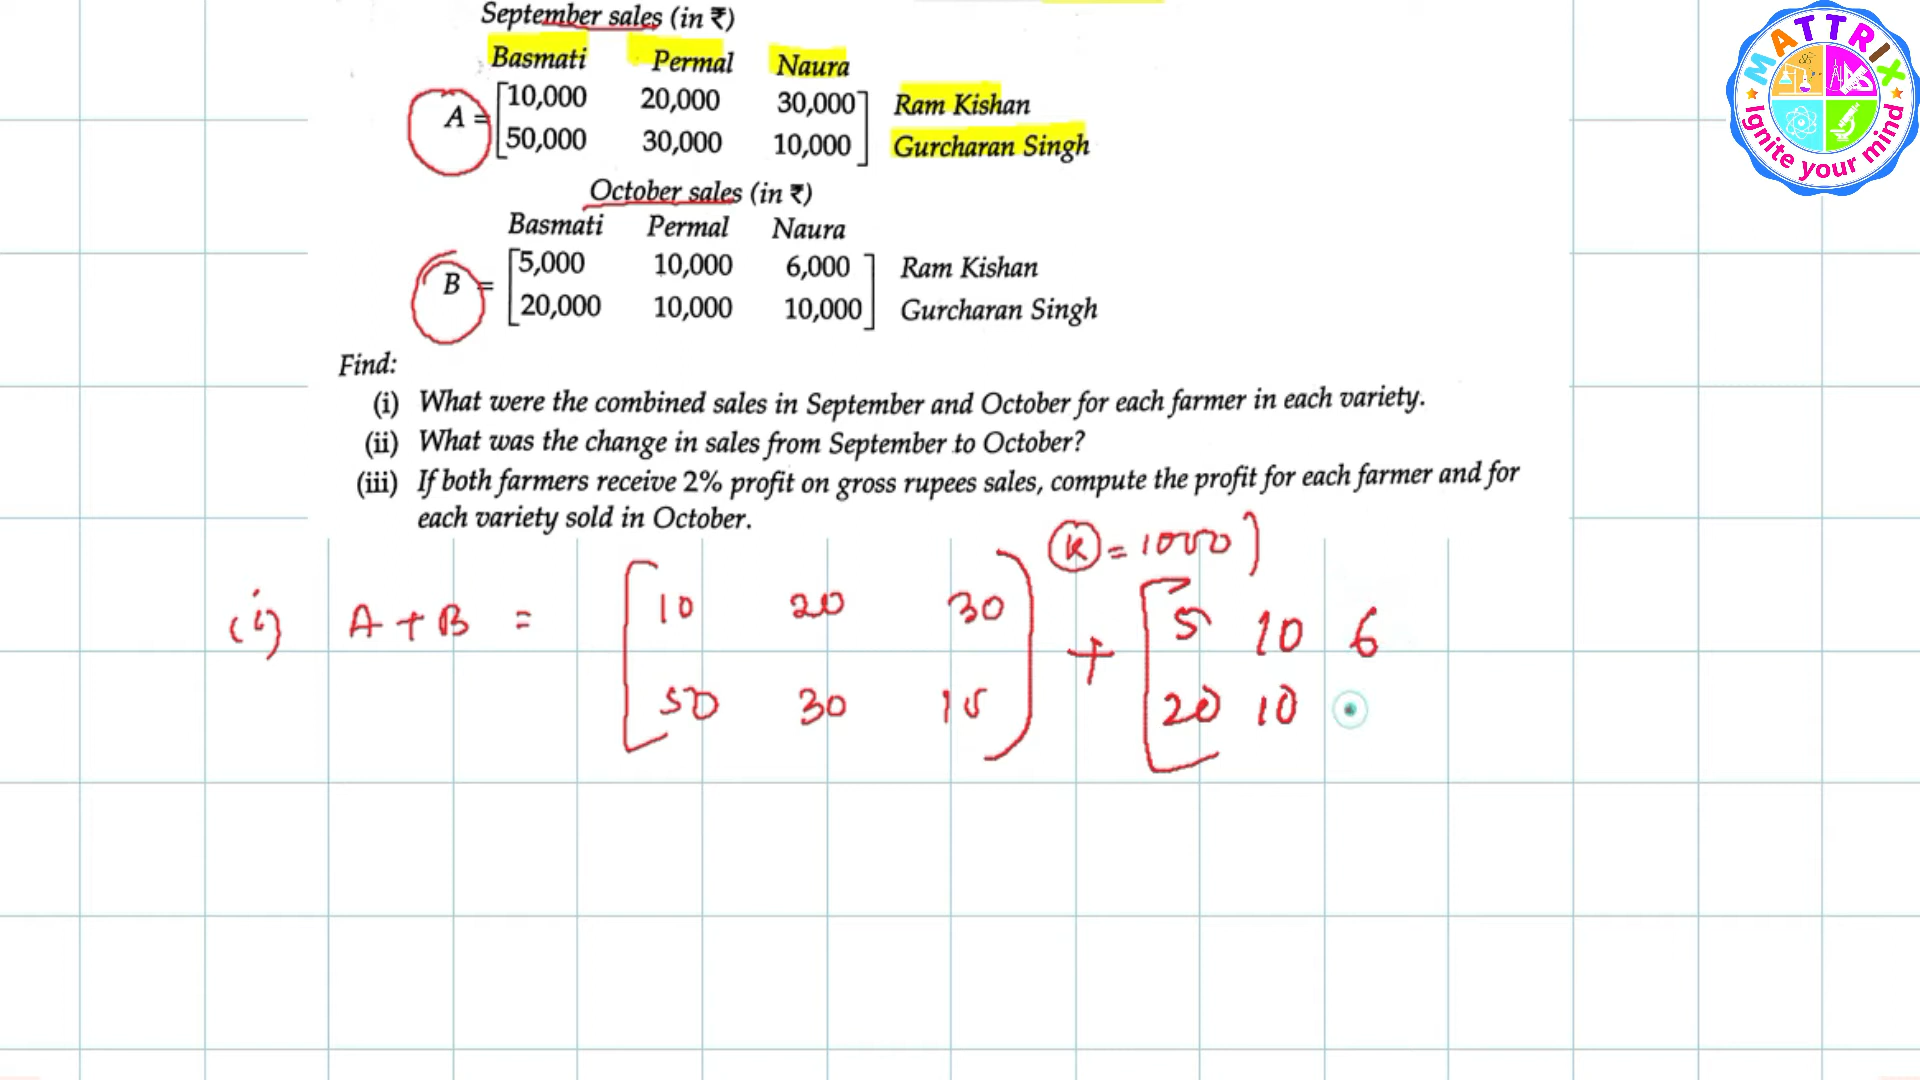 September sales (in ₹)
Basmati Permal Naura
A = [10,000 20,000 30,000] Ram Kishan
[50,000 30,000 10,000] Gurcharan Singh
October sales (in ₹)
Basmati Permal Naura
B = [5,000 10,000 6,000] Ram Kishan
[20,000 10,000 10,000] Gurcharan Singh
Find:
(i) What were the combined sales in September and October for each farmer in each variety.
(ii) What was the change in sales from September to October?
(iii) If both farmers receive 2% profit on gross rupees sales, compute the profit for each farmer and for
each variety sold in October.
(K = 1000)
(i) A + B = [10 20 30] + [5 10 6
[50 30 10] [20 10
MATTRIX
Ignite your mind